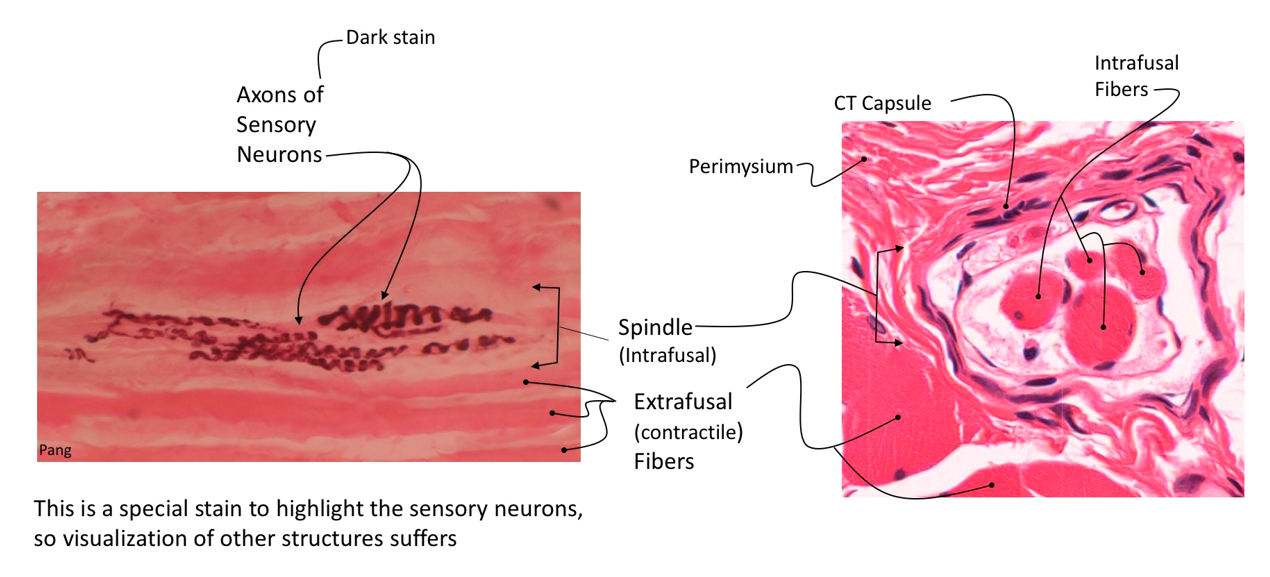 Dark stain
Axons of
Sensory
Neurons
Pang
This is a special stain to highlight the sensory neurons,
so visualization of other structures suffers
Intrafusal
Fibers
CT Capsule
Perimysium
Spindle
(Intrafusal)
Extrafusal
(contractile)
Fibers